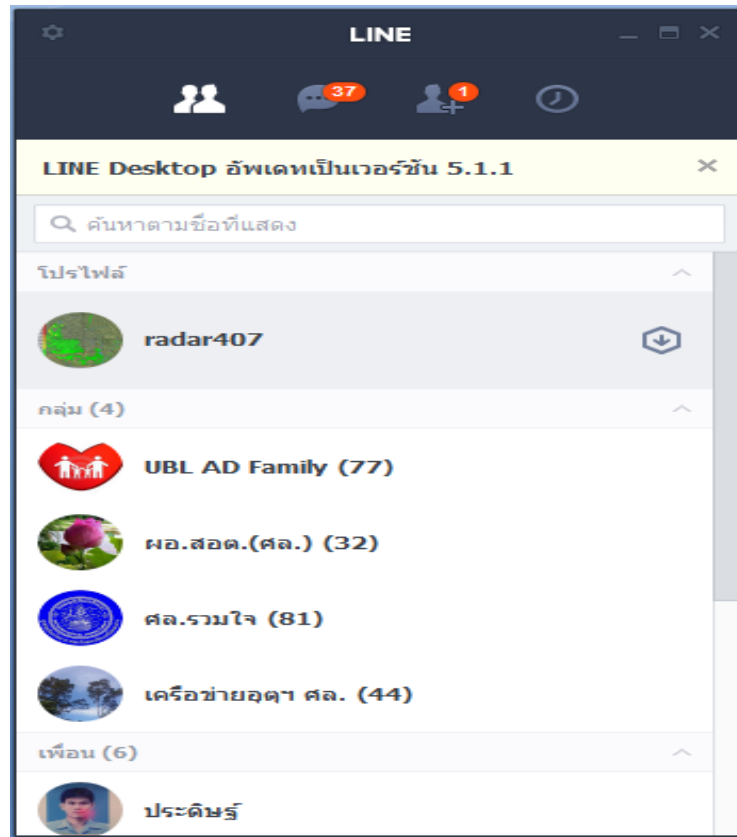 LINE
37
1
LINE Desktop อัพเดทเป็นเวอร์ชัน 5.1.1
ค้นหาตามชื่อที่แสดง
โปรไฟล์
radar407
กลุ่ม (4)
UBL AD Family (77)
ผอ.สอต.(ศล.) (32)
ศล.รวมใจ (81)
เครือข่ายอุตุฯ ศล. (44)
เพื่อน (6)
ประดิษฐ์